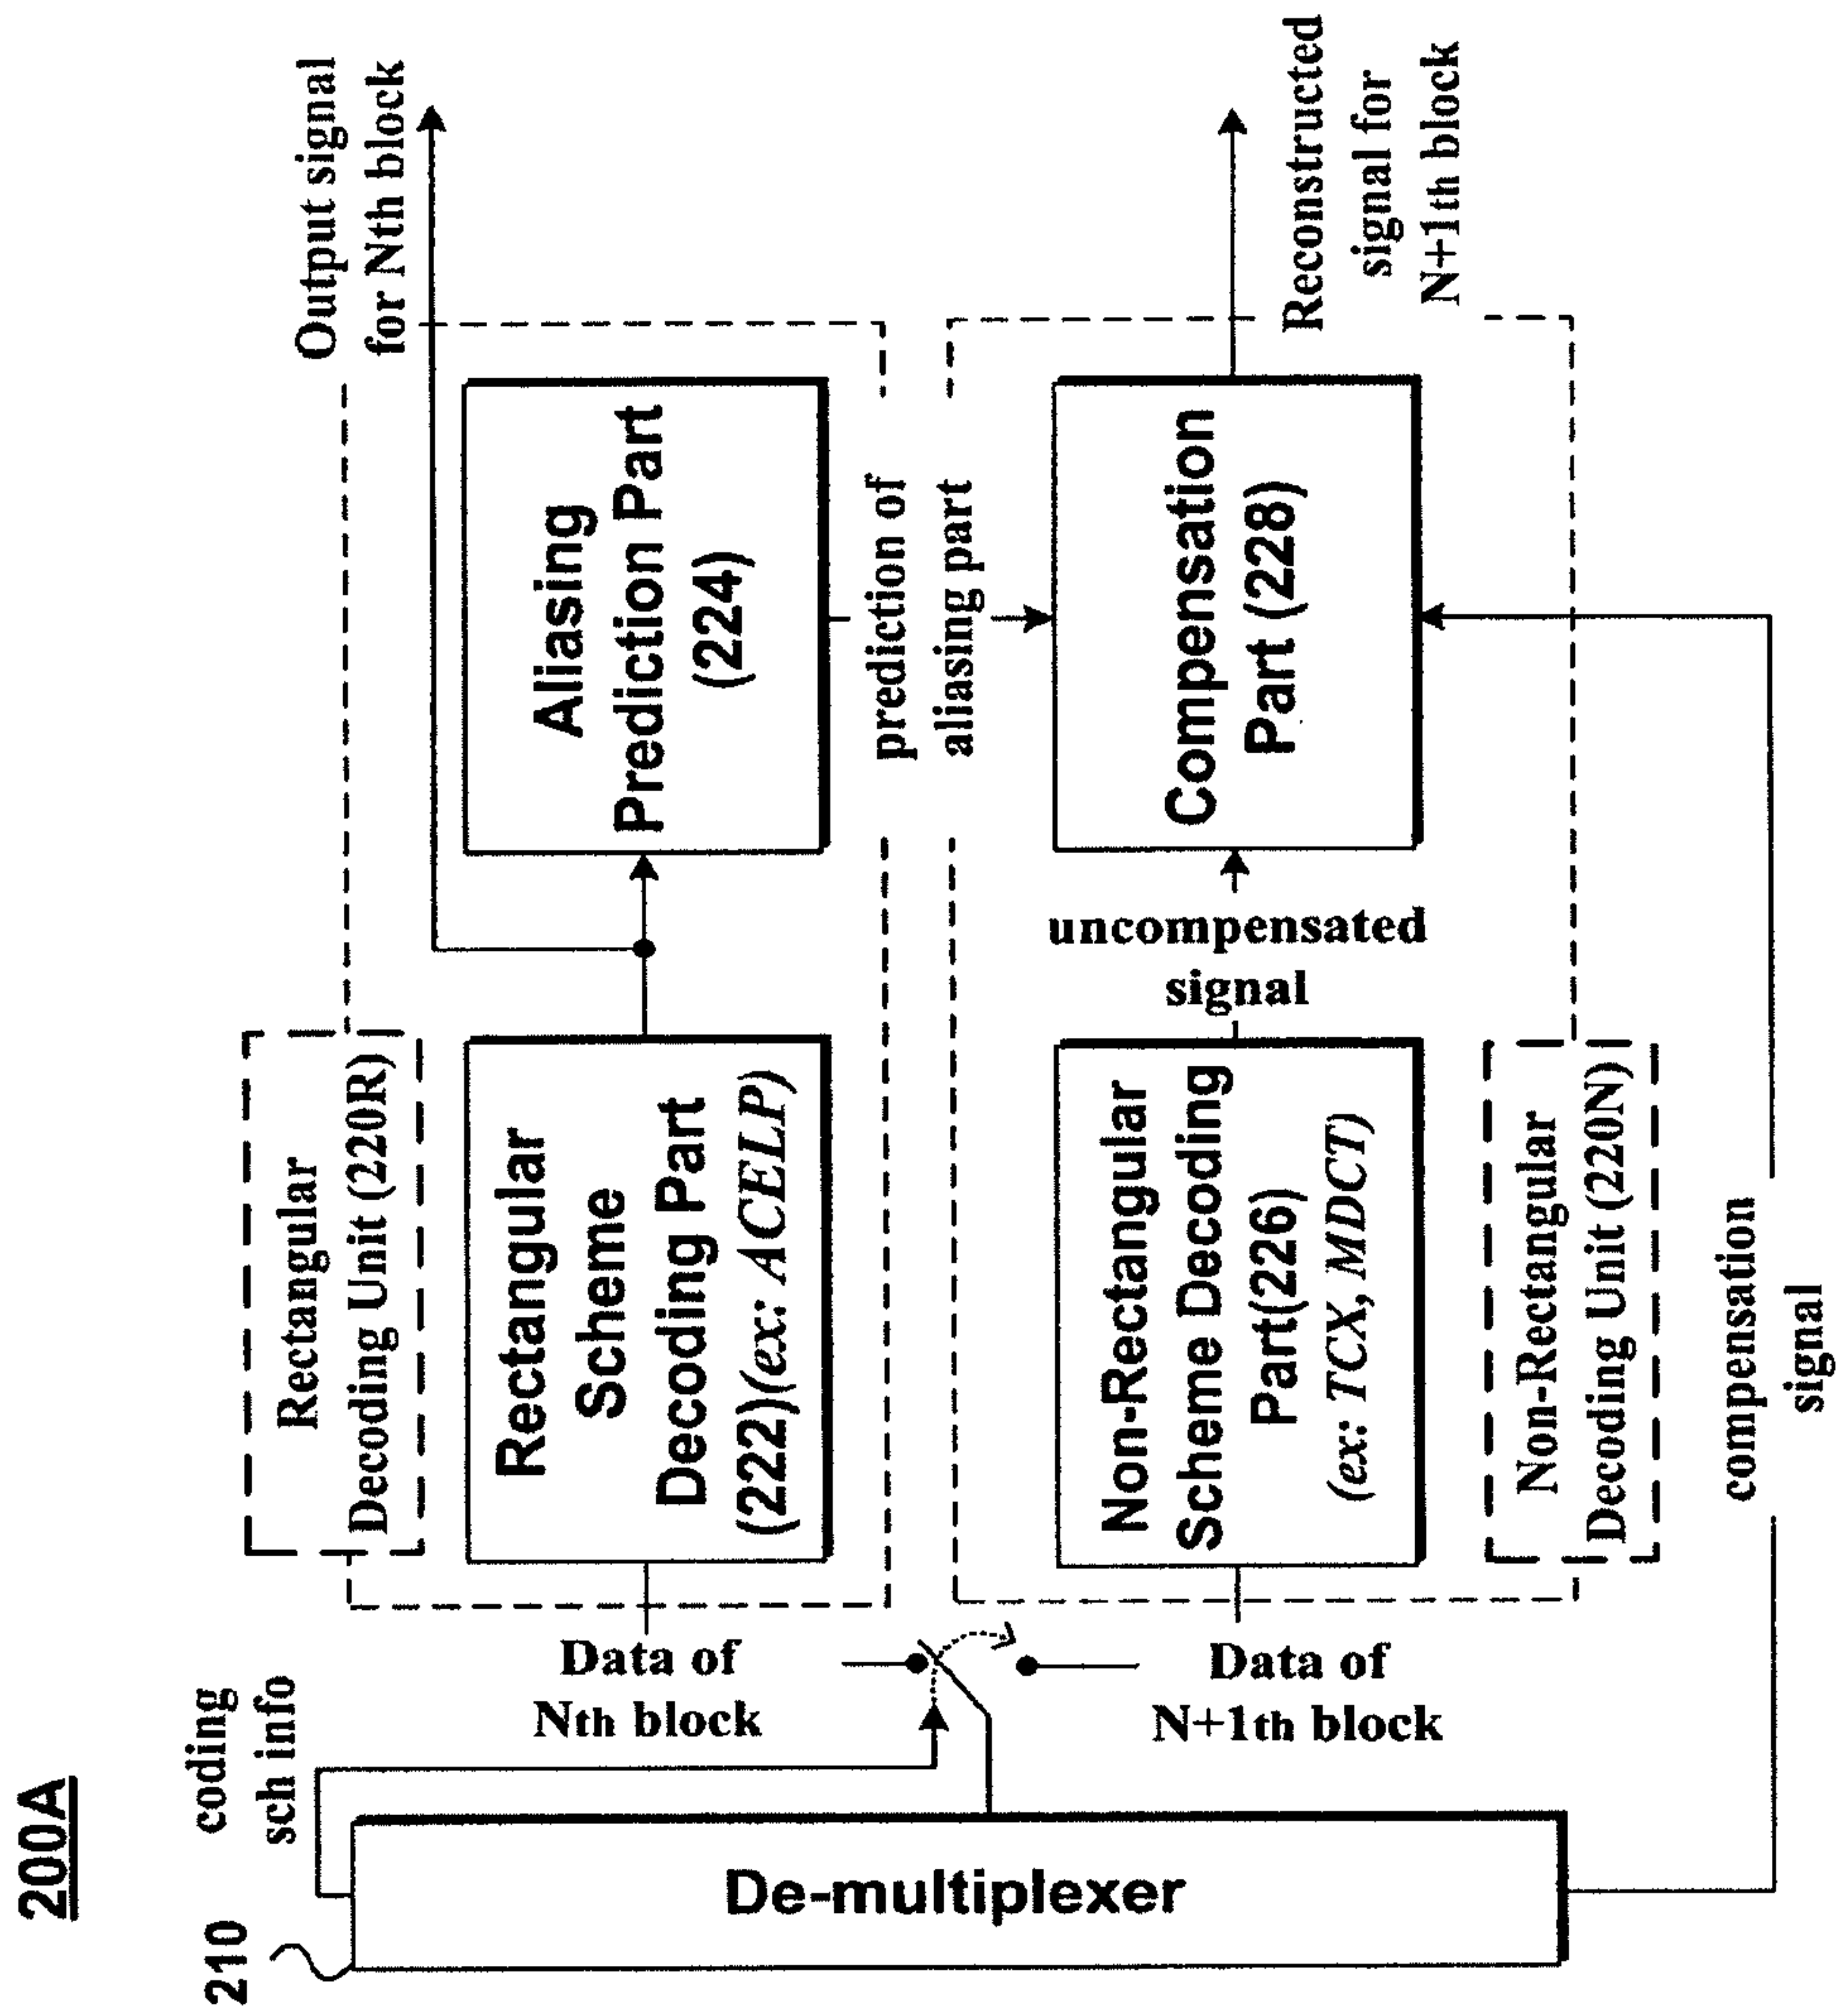 200A
210
coding
sch info
De-multiplexer
Data of
Nth block
Data of
N+1th block
Rectangular
Decoding Unit (220R)
Rectangular
Scheme
Decoding Part
(222)(ex: ACELP)
Aliasing
Prediction Part
(224)
Output signal
for Nth block
prediction of
aliasing part
Non-Rectangular
Scheme Decoding
Part(226)
(ex: TCX, MDCT)
uncompensated
signal
Compensation
Part (228)
Reconstructed
signal for
N+1th block
Non-Rectangular
Decoding Unit (220N)
compensation
signal